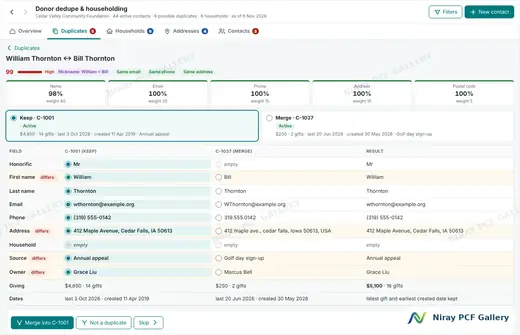 Donor dedupe & householding
Cedar Valley Community Foundation · 44 active contacts · 9 possible duplicates · 6 households · as of 6 Nov 2026
Filters
New contact
Overview
Duplicates
Households
Addresses
Contacts
Duplicates
William Thornton ↔ Bill Thornton
99 High Nickname: William = Bill Same email Same phone Same address
Name
98%
weight 40
Email
100%
weight 25
Phone
100%
weight 15
Address
100%
Postal code
100%
weight 5
Keep · C-1001
Active
$4,850 · 14 gifts · last 3 Oct 2026 · created 11 Apr 2019 · Annual appeal
Merge · C-1037
Active
$250 · 2 gifts · last 20 Jun 2026 · created 30 May 2026 · Golf day sign-up
FIELD C-1001 (KEEP) C-1037 (MERGE) RESULT
Honorific Mr empty Mr
First name differs William Bill William
Last name Thornton Thornton Thornton
Email wthornton@example.org WThornton@example.org wthornton@example.org
Phone (319) 555-0142 319.555.0142 (319) 555-0142
Address differs 412 Maple Avenue, Cedar Falls, IA 50613 412 maple ave., cedar falls, Iowa 50613, USA 412 Maple Avenue, Cedar Falls, IA 50613
Household empty empty empty
Source differs Annual appeal Golf day sign-up Annual appeal
Owner differs Grace Liu Marcus Bell Grace Liu
Giving $4,850 · 14 gifts $250 · 2 gifts $5,100 · 16 gifts
Dates last 3 Oct 2026 · created 11 Apr 2019 last 20 Jun 2026 · created 30 May 2026 latest gift and earliest created date kept
Merge into C-1001
Not a duplicate
Skip
Niray PCF Gallery